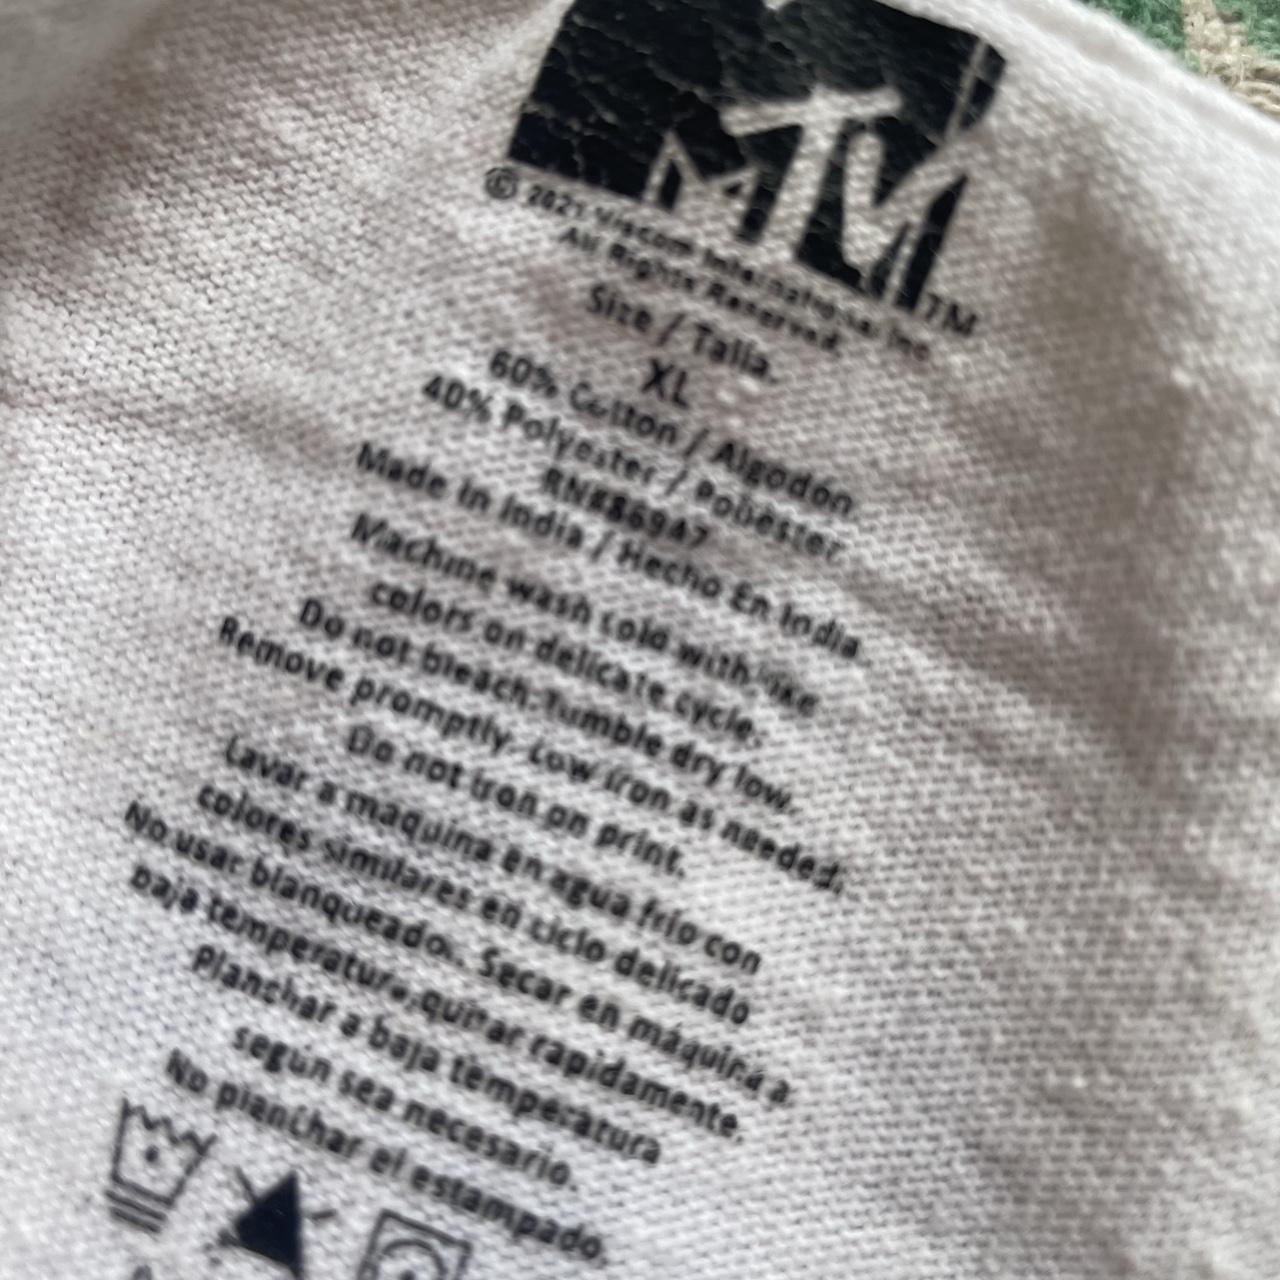 MTV
TM
© 2021 Viacom International Inc.
All Rights Reserved.
Size / Talla.
XL
60% Cotton / Algodón
40% Polyester / Poliéster
RN#86947
Made In India / Hecho En India.
Machine wash cold with like
colors on delicate cycle.
Do not bleach. Tumble dry low.
Remove promptly. Low iron as needed.
Do not iron on print.
Lavar a maquina en agua frío con
colores similares en ciclo delicado
No usar blanqueado. Secar en máquina a
baja temperatura, quitar rapidamente.
Planchar a baja temperatura
según sea necesario.
No planchar el estampado.